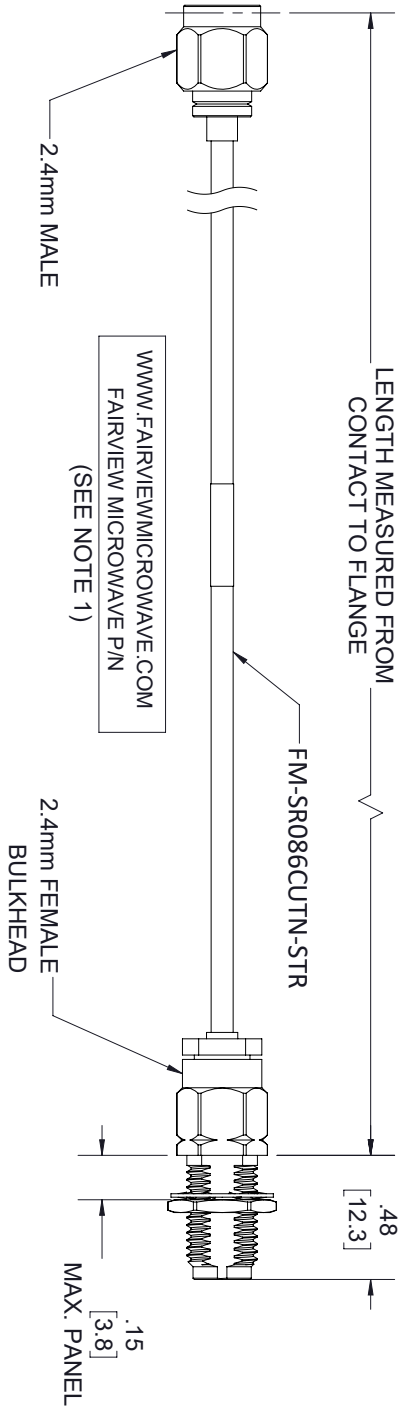 LENGTH MEASURED FROM
CONTACT TO FLANGE
.48
[12.3]
FM-SR086CUTN-STR
2.4mm MALE
WWW.FAIRVIEWMICROWAVE.COM
FAIRVIEW MICROWAVE P/N
(SEE NOTE 1)
2.4mm FEMALE
BULKHEAD
.15
[3.8]
MAX. PANEL